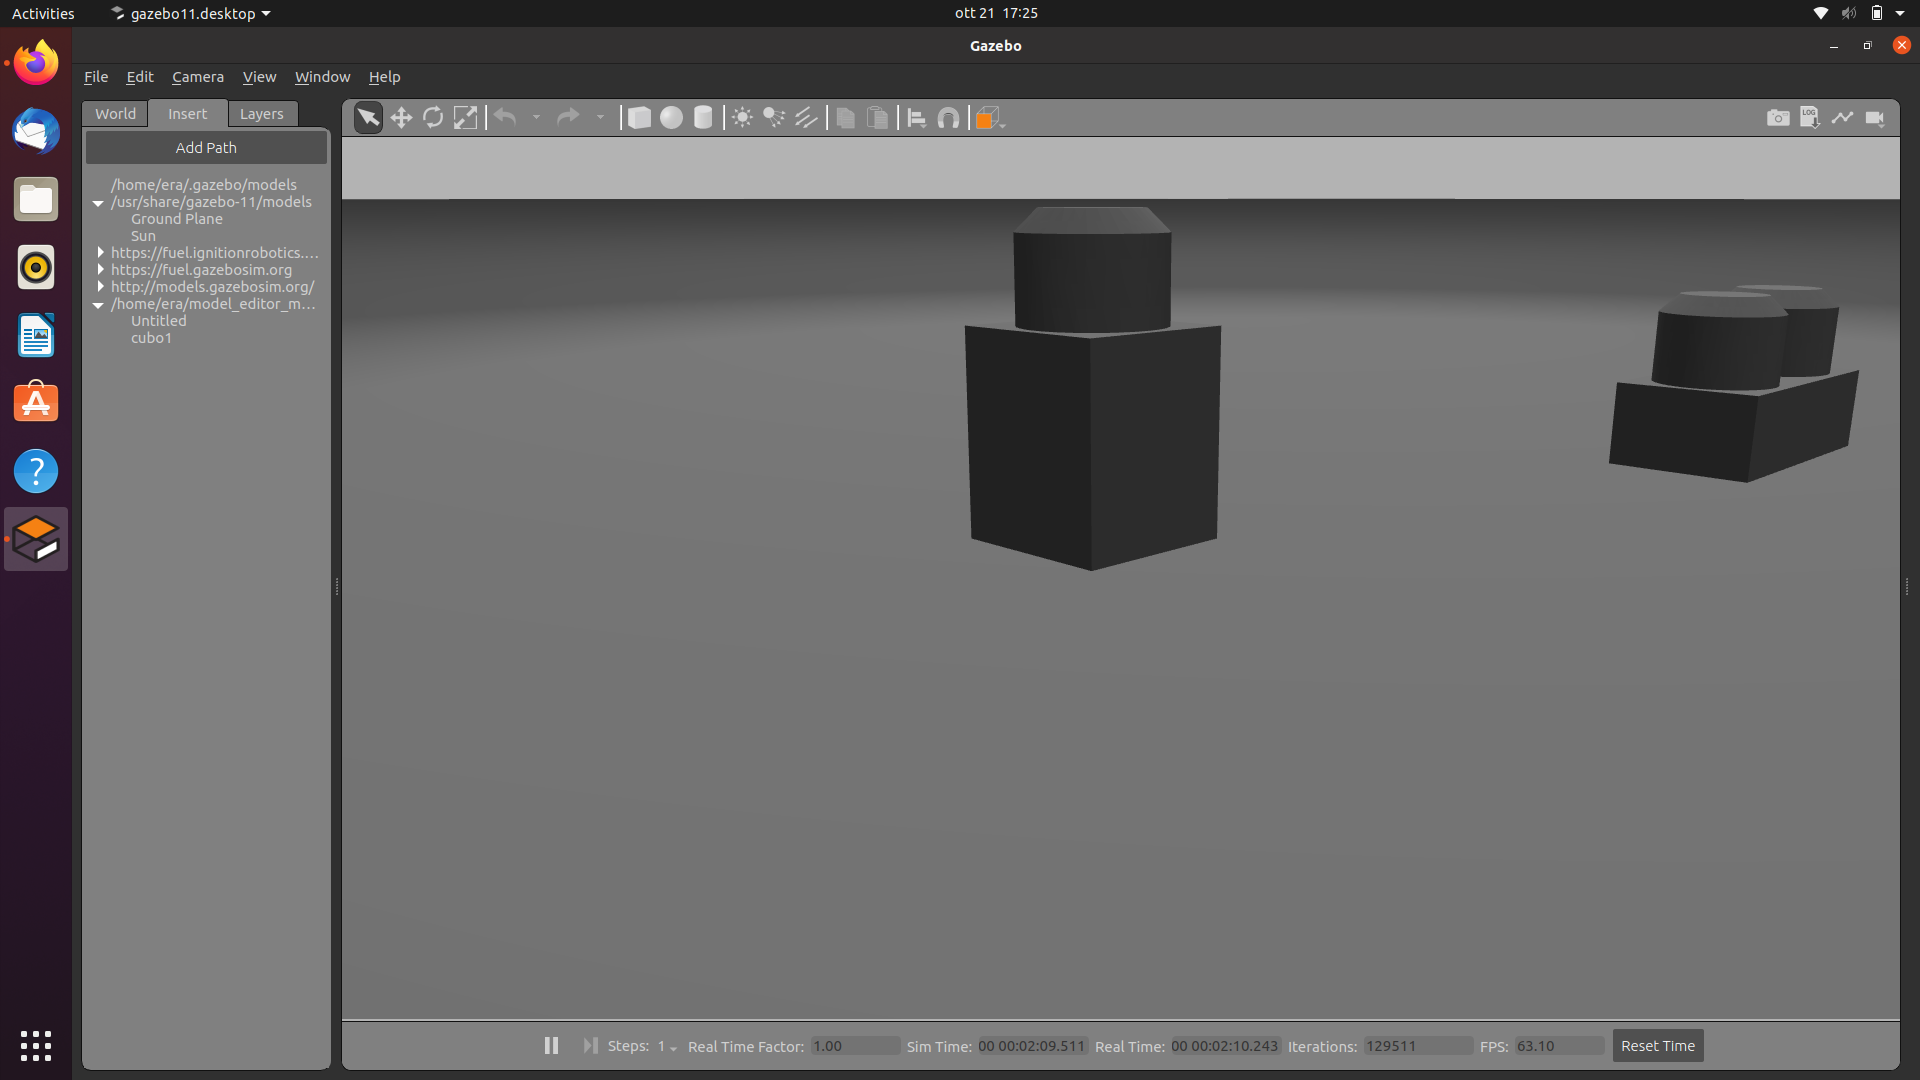 Activities gazebo11.desktop ott 21 17:25
Gazebo
File Edit Camera View Window Help
World Insert Layers
LOG
Add Path
/home/era/.gazebo/models
/usr/share/gazebo-11/models
Ground Plane
Sun
https://fuel.ignitionrobotics....
https://fuel.gazebosim.org
http://models.gazebosim.org/
/home/era/model_editor_m...
Untitled
cubo1
Steps: 1 Real Time Factor: 1.00 Sim Time: 00 00:02:09.511 Real Time: 00 00:02:10.243 Iterations: 129511 FPS: 63.10 Reset Time